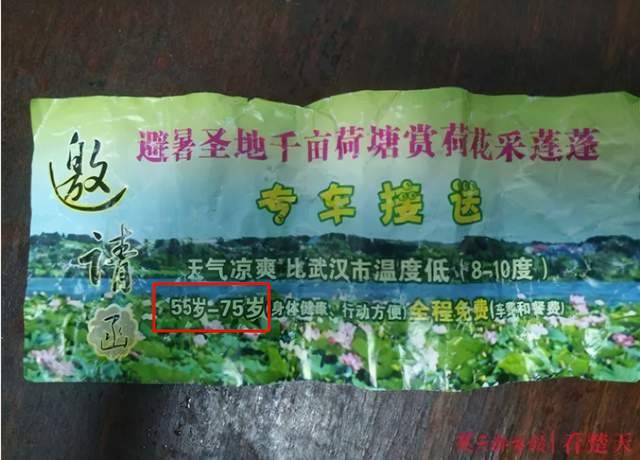 邀请函
避暑圣地千亩荷塘赏荷花采莲蓬
专车接送
天气凉爽 比武汉市温度低（8-10度）
55岁-75岁（身体健康、行动方便）全程免费（车费和餐费）
看楚天